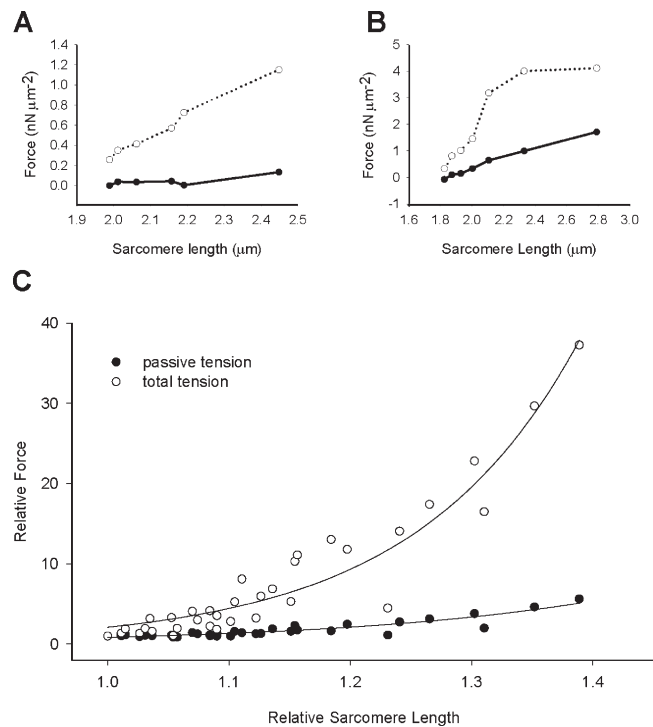 A
B
1.4
1.2
1.0
0.8
0.6
0.4
0.2
0.0
Force (nN μm-2)
1.9 2.0 2.1 2.2 2.3 2.4 2.5
Sarcomere length (μm)
5
4
3
2
1
0
-1
Force (nN μm-2)
1.6 1.8 2.0 2.2 2.4 2.6 2.8 3.0
Sarcomere Length (μm)
C
40
30
20
10
0
Relative Force
passive tension
total tension
1.0 1.1 1.2 1.3 1.4
Relative Sarcomere Length